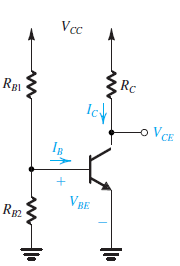 V_CC
R_B1
R_C
I_C
V_CE
I_B
+
R_B2
V_BE
−